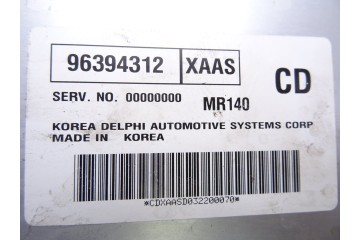 96394312 XAAS CD
SERV. NO. 00000000 MR140
KOREA DELPHI AUTOMOTIVE SYSTEMS CORP
MADE IN KOREA
*CDXAASD032200070*